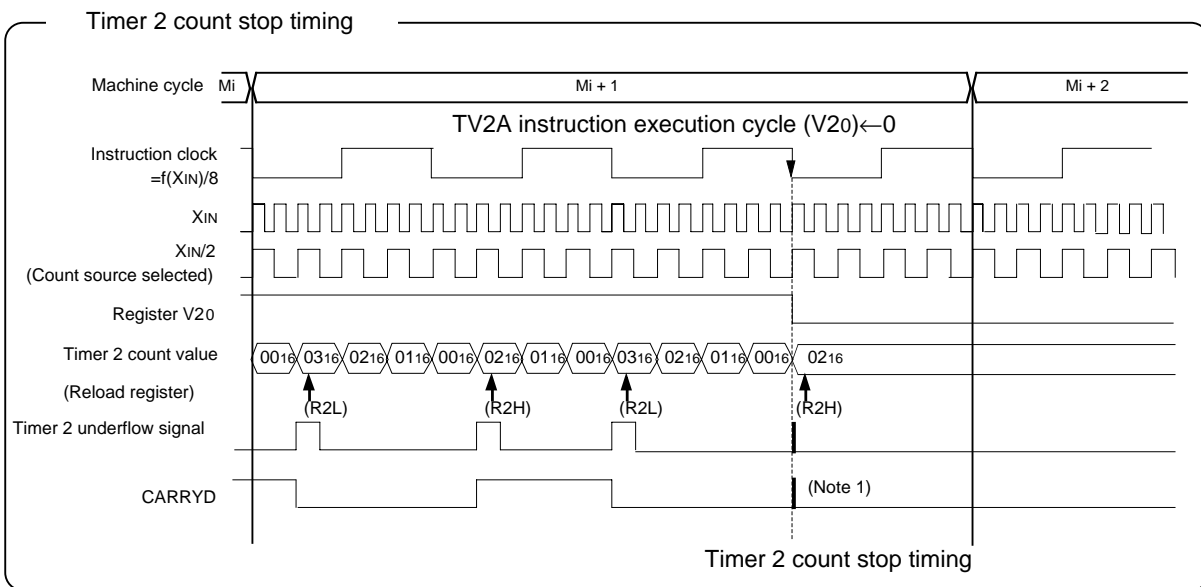 Timer 2 count stop timing
Machine cycle Mi Mi + 1 Mi + 2
TV2A instruction execution cycle (V20)←0
Instruction clock
=f(XIN)/8
XIN
XIN/2
(Count source selected)
Register V20
Timer 2 count value 0016 0316 0216 0116 0016 0216 0116 0016 0316 0216 0116 0016 0216
(Reload register) (R2L) (R2H) (R2L) (R2H)
Timer 2 underflow signal
CARRYD (Note 1)
Timer 2 count stop timing